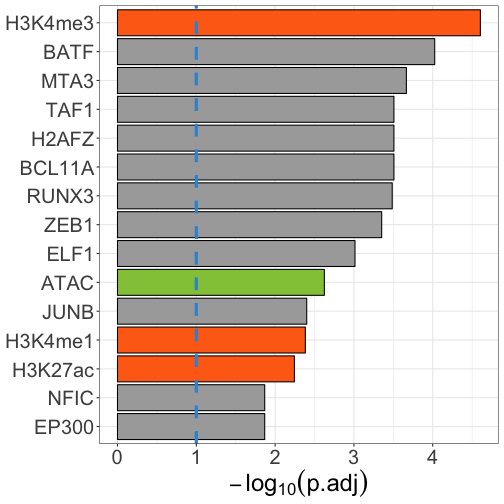 H3K4me3
BATF
MTA3
TAF1
H2AFZ
BCL11A
RUNX3
ZEB1
ELF1
ATAC
JUNB
H3K4me1
H3K27ac
NFIC
EP300
0 1 2 3 4
−log₁₀(p.adj)